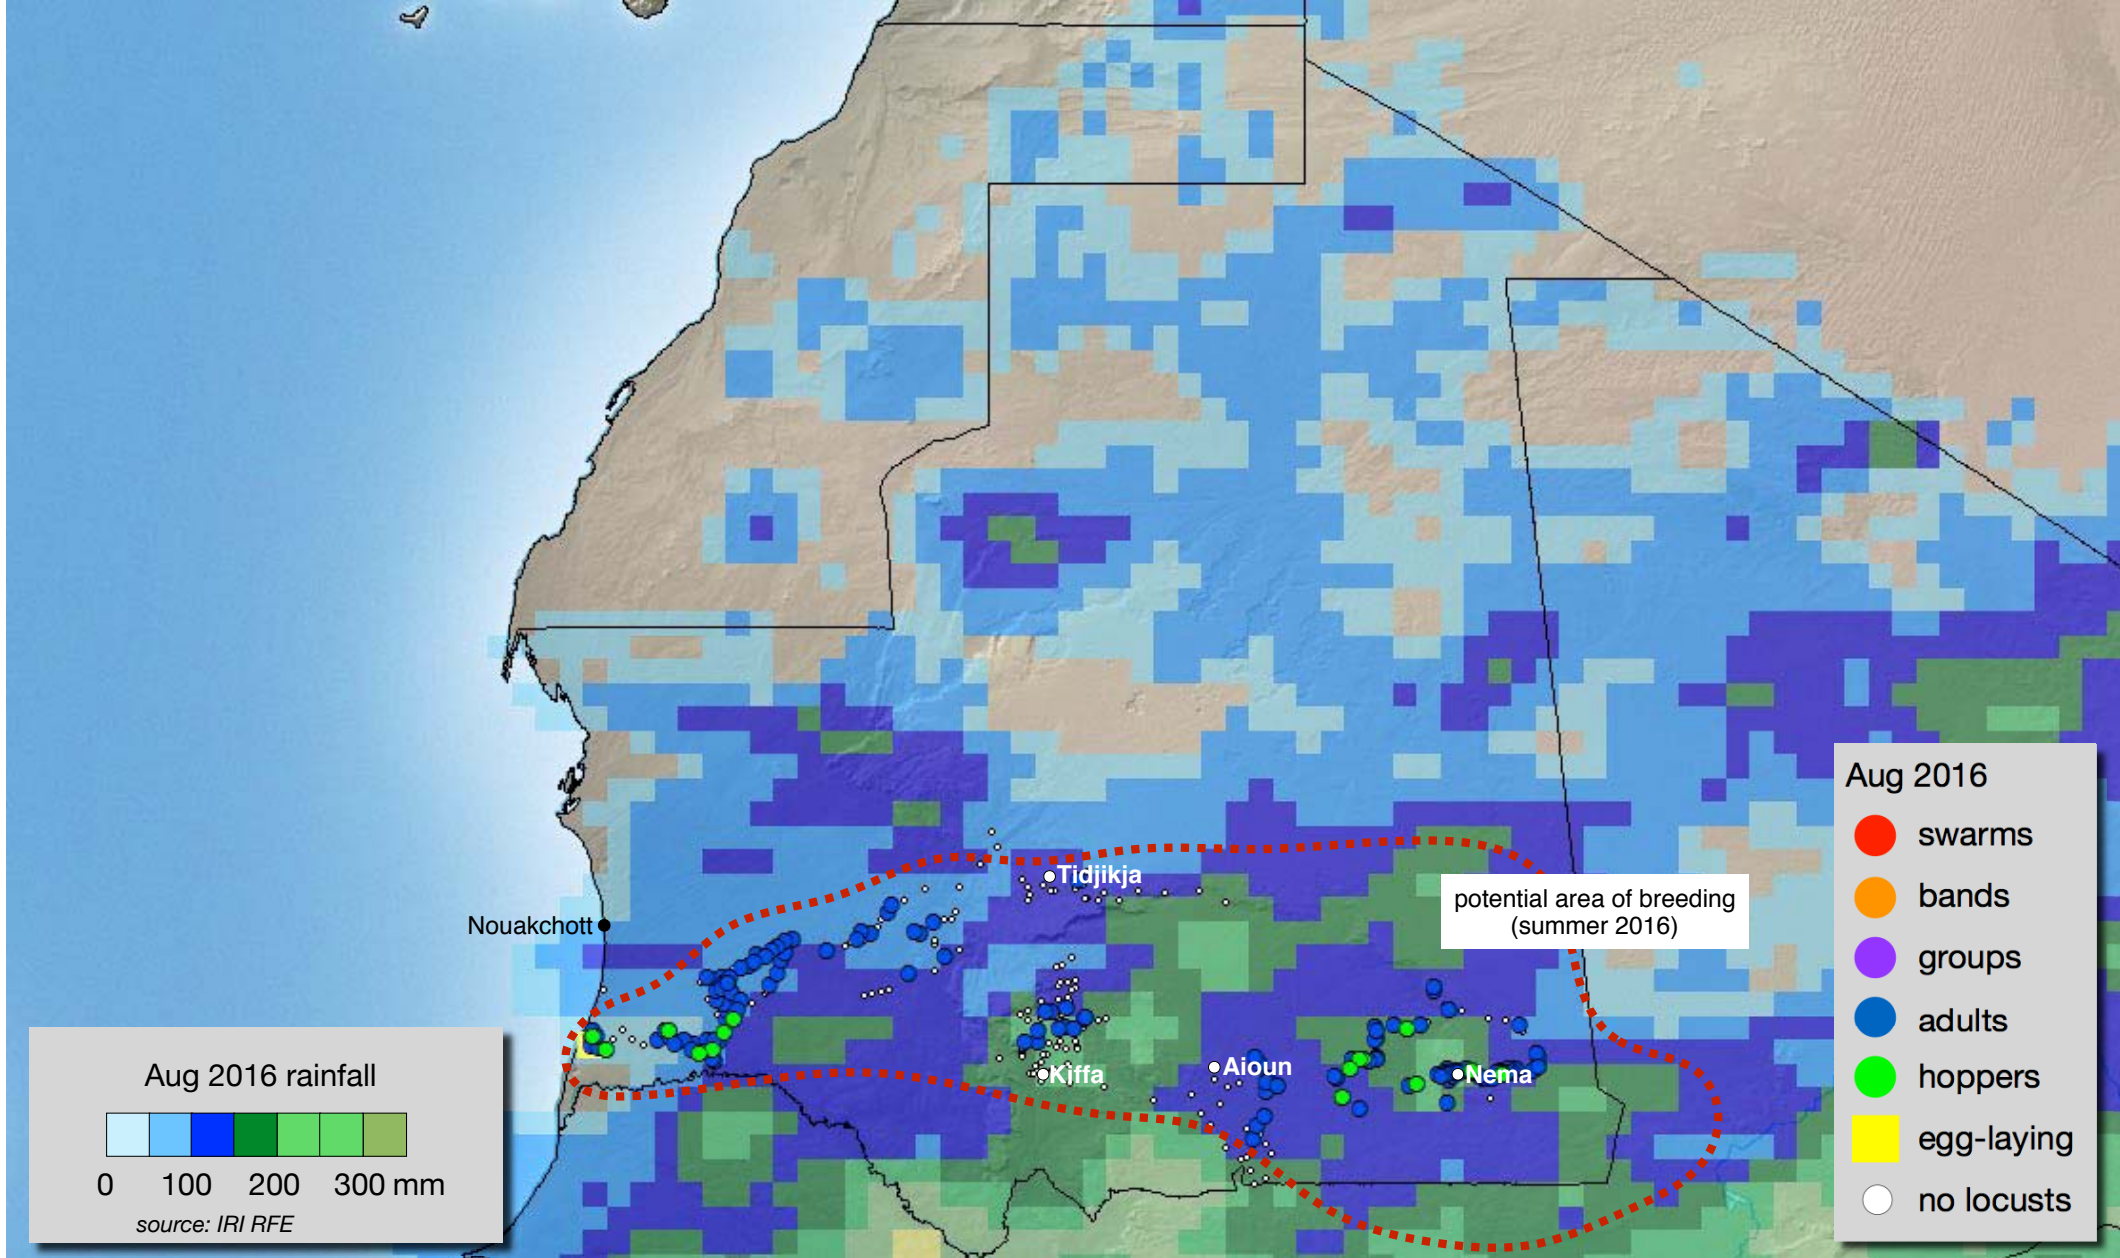 Tidjikja
potential area of breeding
(summer 2016)
Nouakchott
Kiffa
Aioun
Nema
Aug 2016 rainfall
0 100 200 300 mm
source: IRI RFE
Aug 2016
swarms
bands
groups
adults
hoppers
egg-laying
no locusts